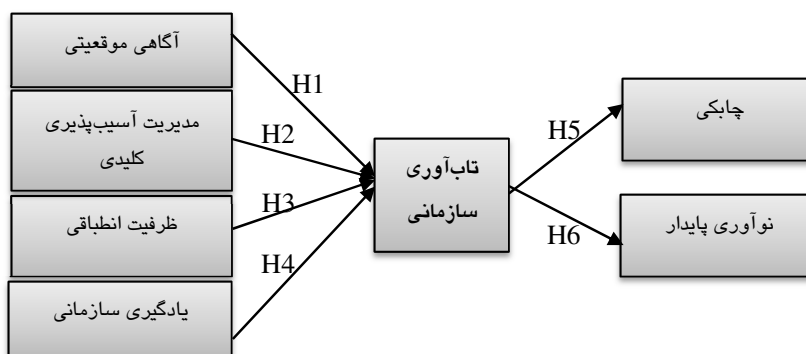 آگاهی موقعیتی
H1
مدیریت آسیب‌پذیری
کلیدی
H2
ظرفیت انطباقی
H3
یادگیری سازمانی
H4
تاب‌آوری
سازمانی
H5
چابکی
H6
نوآوری پایدار